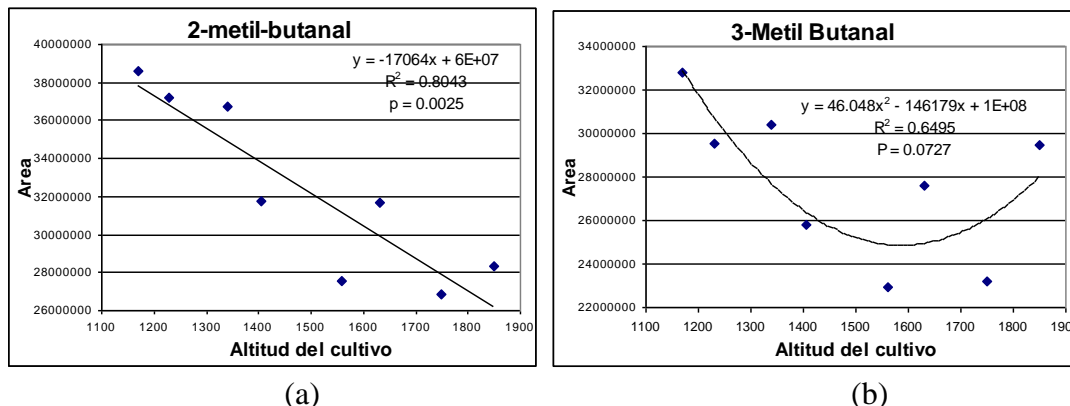 2-metil-butanal
y = -17064x + 6E+07
R² = 0.8043
p = 0.0025
40000000
38000000
36000000
34000000
32000000
30000000
28000000
26000000
Area
1100 1200 1300 1400 1500 1600 1700 1800 1900
Altitud del cultivo
(a)
3-Metil Butanal
y = 46.048x² - 146179x + 1E+08
R² = 0.6495
P = 0.0727
34000000
32000000
30000000
28000000
26000000
24000000
22000000
Area
1100 1200 1300 1400 1500 1600 1700 1800 190
Altitud del cultivo
(b)